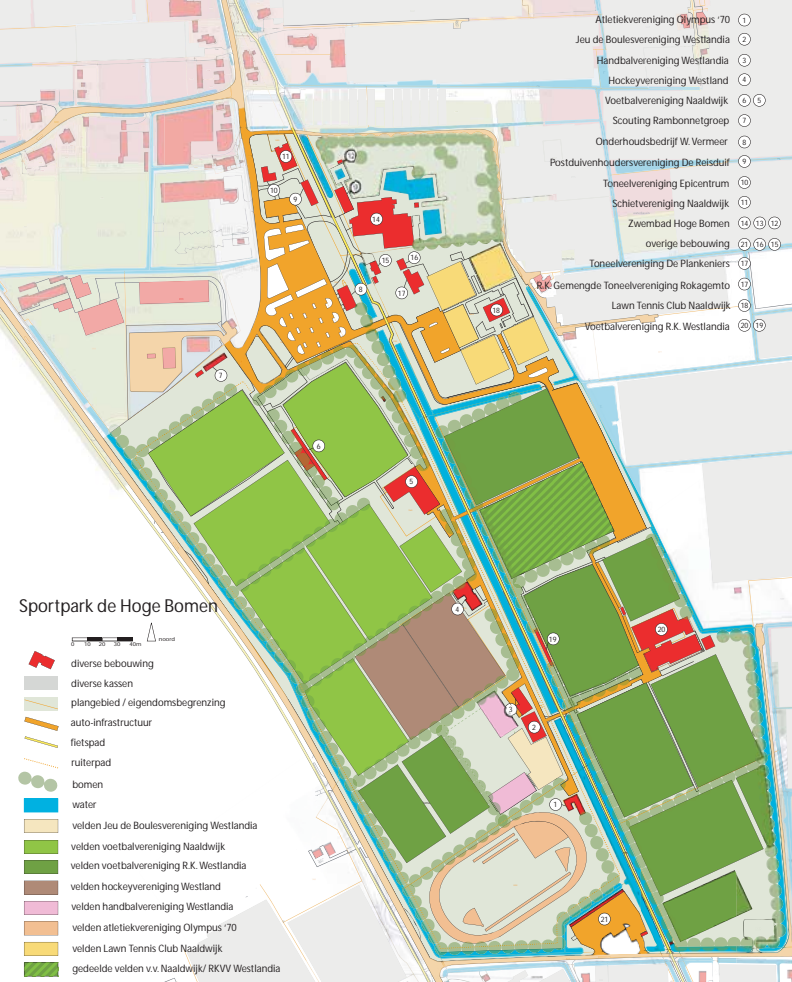 Atletiekvereniging Olympus '70 1
Jeu de Boulesvereniging Westlandia 2
Handbalvereniging Westlandia 3
Hockeyvereniging Westland 4
Voetbalvereniging Naaldwijk 6 5
Scouting Rambonnetgroep 7
Onderhoudsbedrijf W. Vermeer 8
Postduivenhoudersvereniging De Reisduif 9
Toneelvereniging Epicentrum 10
Schietvereniging Naaldwijk 11
Zwembad Hoge Bomen 14 13 12
overige bebouwing 21 16 15
Toneelvereniging De Plankeniers 17
R.K. Gemengde Toneelvereniging Rokagemto 17
Lawn Tennis Club Naaldwijk 18
Voetbalvereniging R.K. Westlandia 20 19
12
11
10
9
14
15
16
17
8
18
7
6
5
4
19
20
3
2
1
21
Sportpark de Hoge Bomen
0 10 20 30 40m noord
diverse bebouwing
diverse kassen
plangebied / eigendomsbegrenzing
auto-infrastructuur
fietspad
ruiterpad
bomen
water
velden Jeu de Boulesvereniging Westlandia
velden voetbalvereniging Naaldwijk
velden voetbalvereniging R.K. Westlandia
velden hockeyvereniging Westland
velden handbalvereniging Westlandia
velden atletiekvereniging Olympus '70
velden Lawn Tennis Club Naaldwijk
gedeelde velden v.v. Naaldwijk/ RKVV Westlandia